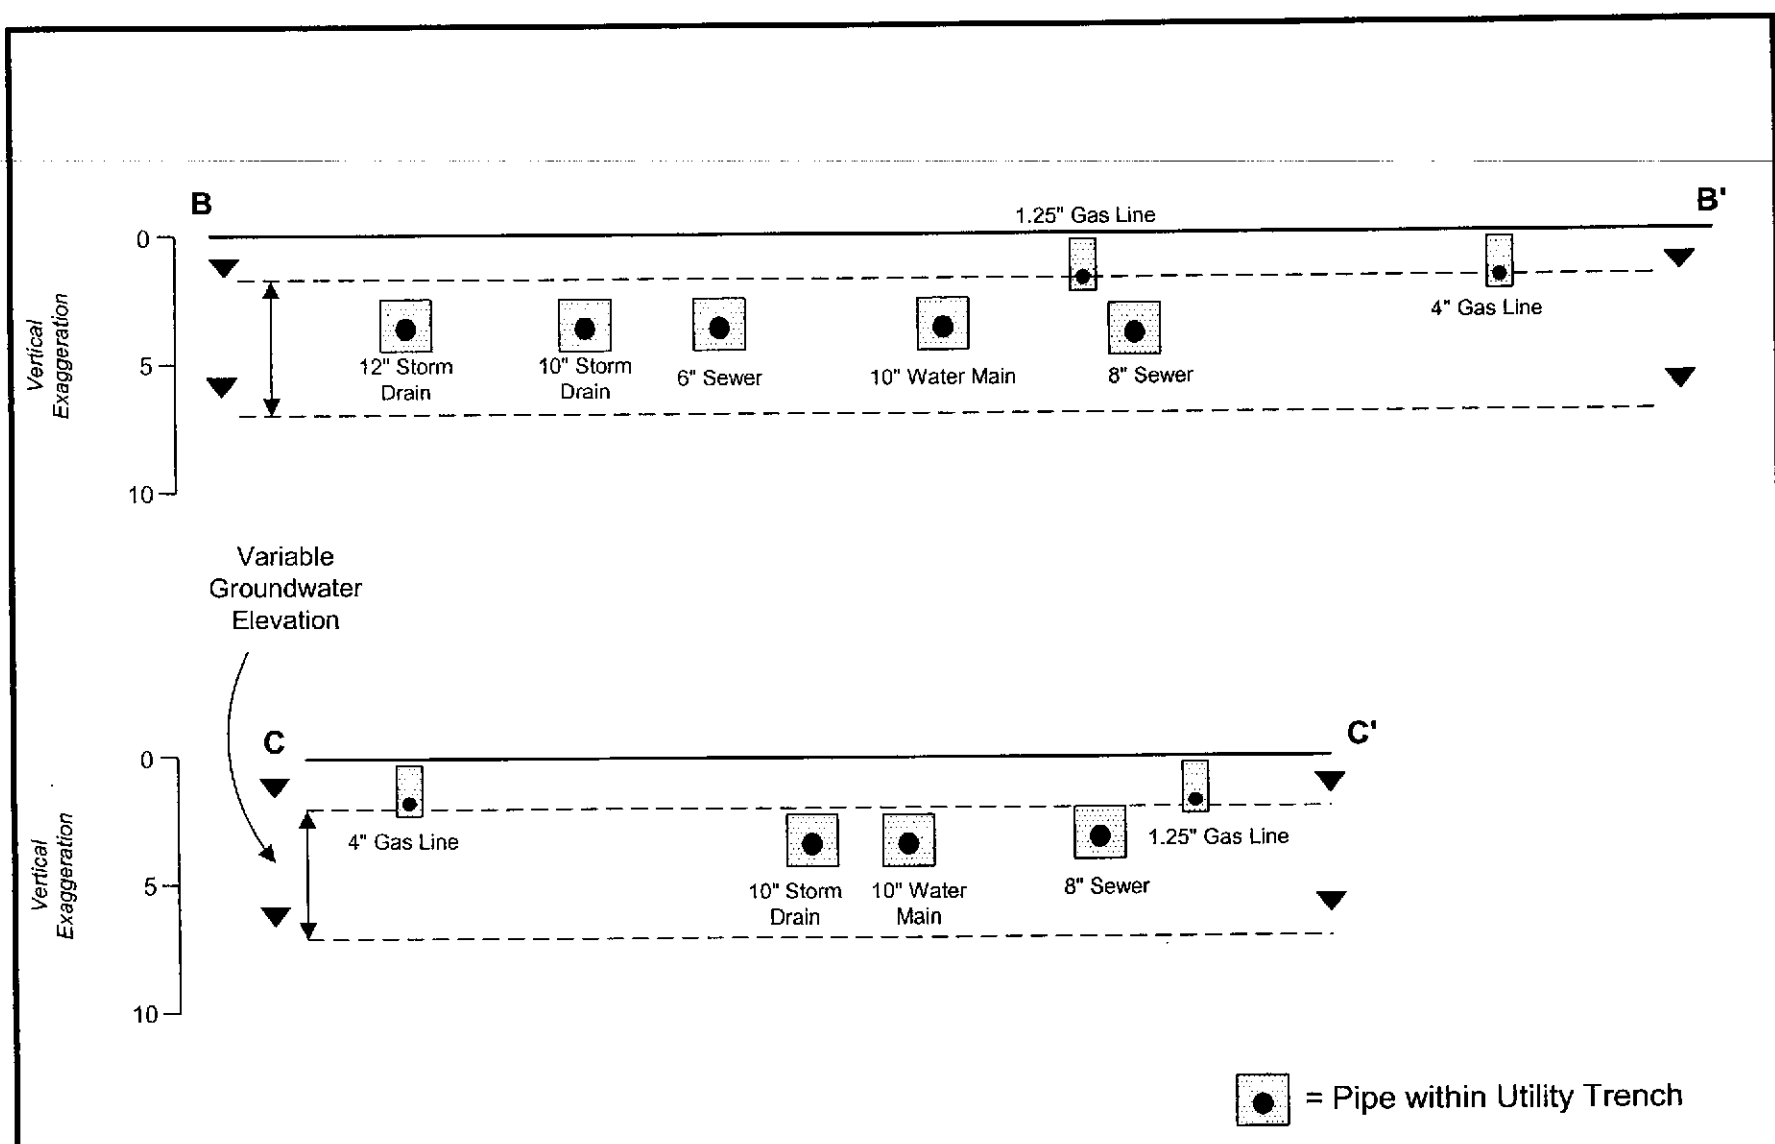 B
B'
1.25" Gas Line
0
5
10
Vertical
Exaggeration
4" Gas Line
12" Storm
Drain
10" Storm
Drain
6" Sewer
10" Water Main
8" Sewer
Variable
Groundwater
Elevation
C
C'
0
5
10
Vertical
Exaggeration
4" Gas Line
1.25" Gas Line
10" Storm
Drain
10" Water
Main
8" Sewer
= Pipe within Utility Trench